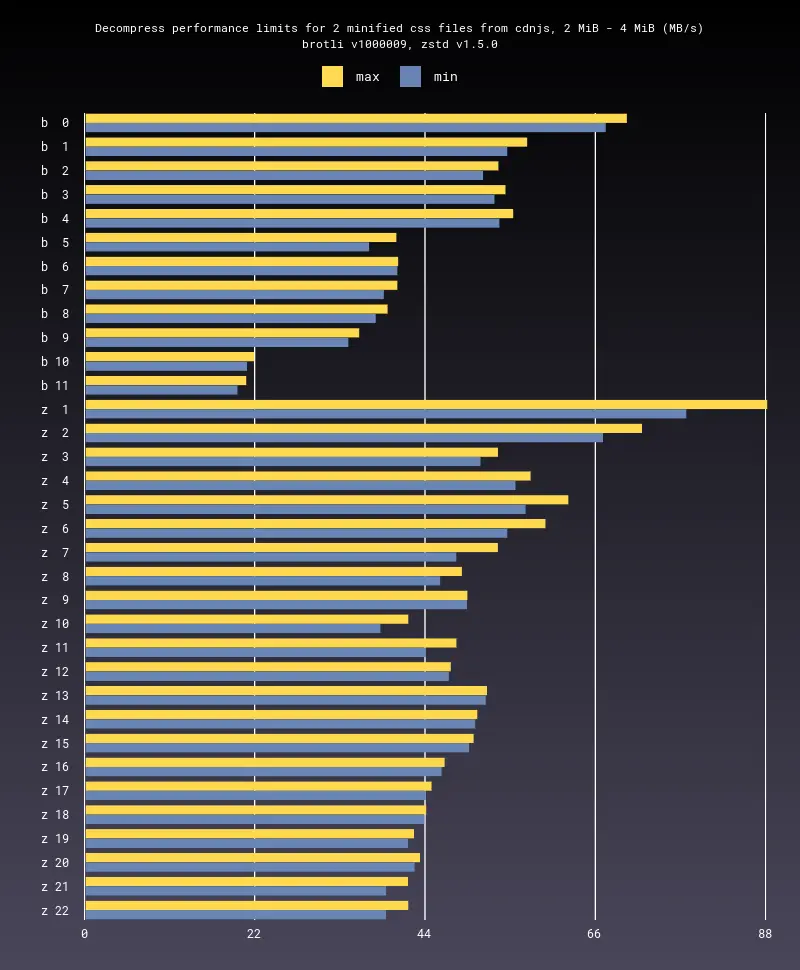 Decompress performance limits for 2 minified css files from cdnjs, 2 MiB - 4 MiB (MB/s)
brotli v1000009, zstd v1.5.0
max min
b 0
b 1
b 2
b 3
b 4
b 5
b 6
b 7
b 8
b 9
b 10
b 11
z 1
z 2
z 3
z 4
z 5
z 6
z 7
z 8
z 9
z 10
z 11
z 12
z 13
z 14
z 15
z 16
z 17
z 18
z 19
z 20
z 21
z 22
0 22 44 66 88